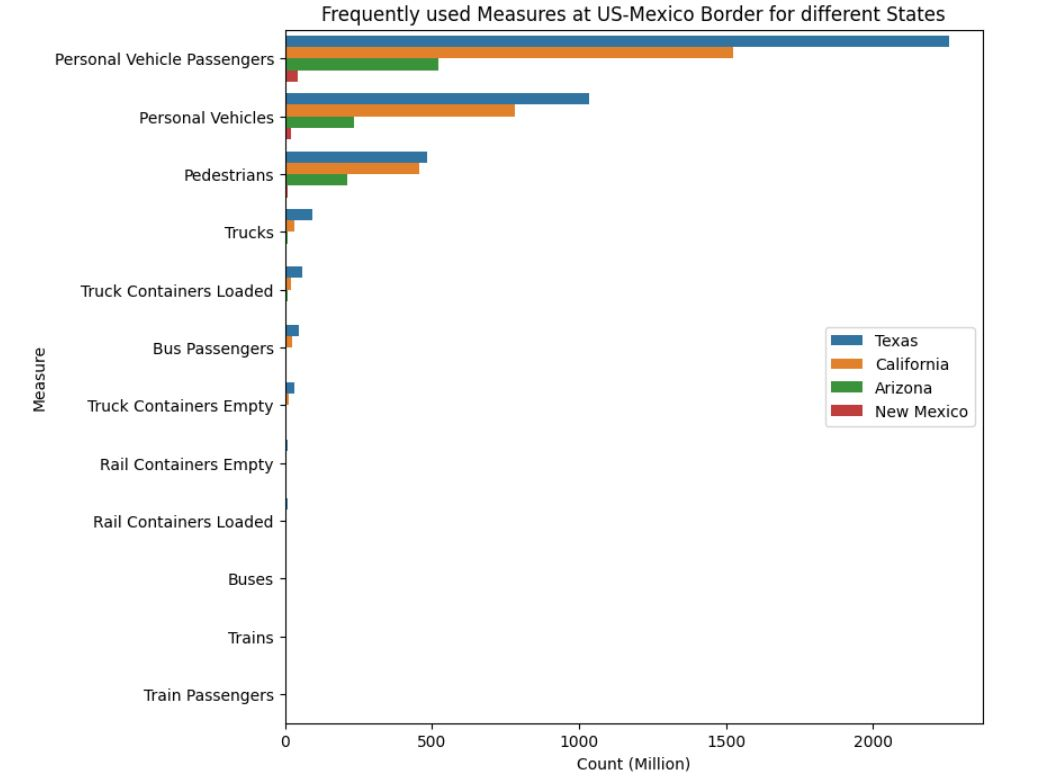 Frequently used Measures at US-Mexico Border for different States
Personal Vehicle Passengers
Personal Vehicles
Pedestrians
Trucks
Truck Containers Loaded
Bus Passengers
Truck Containers Empty
Rail Containers Empty
Rail Containers Loaded
Buses
Trains
Train Passengers
Measure
Texas
California
Arizona
New Mexico
0 500 1000 1500 2000
Count (Million)